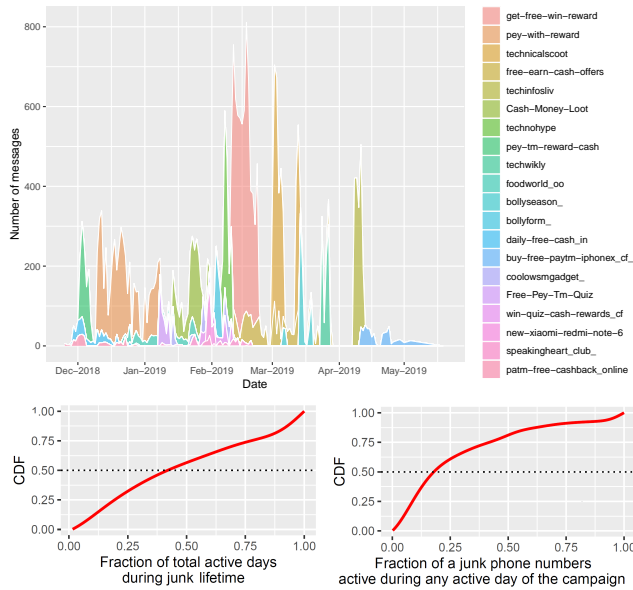 Number of messages
800
600
400
200
0
Dec-2018 Jan-2019 Feb-2019 Mar-2019 Apr-2019 May-2019
Date
get-free-win-reward
pey-with-reward
technicalscoot
free-earn-cash-offers
techinfosliv
Cash-Money-Loot
technohype
pey-tm-reward-cash
techwikly
foodworld_oo
bollyseason_
bollyform_
daily-free-cash_in
buy-free-paytm-iphonex_cf_
coolowsmgadget_
Free-Pey-Tm-Quiz
win-quiz-cash-rewards_cf
new-xiaomi-redmi-note-6
speakingheart_club_
patm-free-cashback_online
CDF
1.00
0.75
0.50
0.25
0.00
0.00 0.25 0.50 0.75 1.00
Fraction of total active days
during junk lifetime
CDF
1.00
0.75
0.50
0.25
0.00
0.00 0.25 0.50 0.75 1.00
Fraction of a junk phone numbers
active during any active day of the campaign